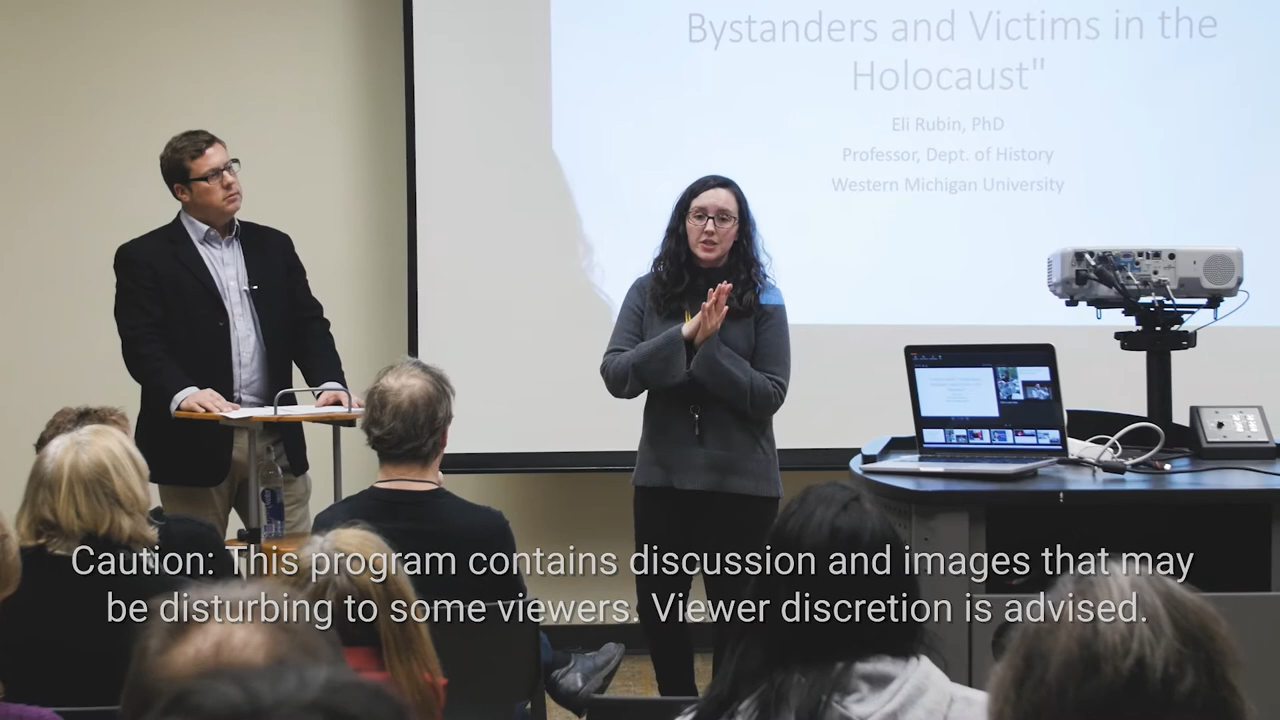 Bystanders and Victims in the
Holocaust"
Eli Rubin, PhD
Professor, Dept. of History
Western Michigan University
Caution: This program contains discussion and images that may
be disturbing to some viewers. Viewer discretion is advised.